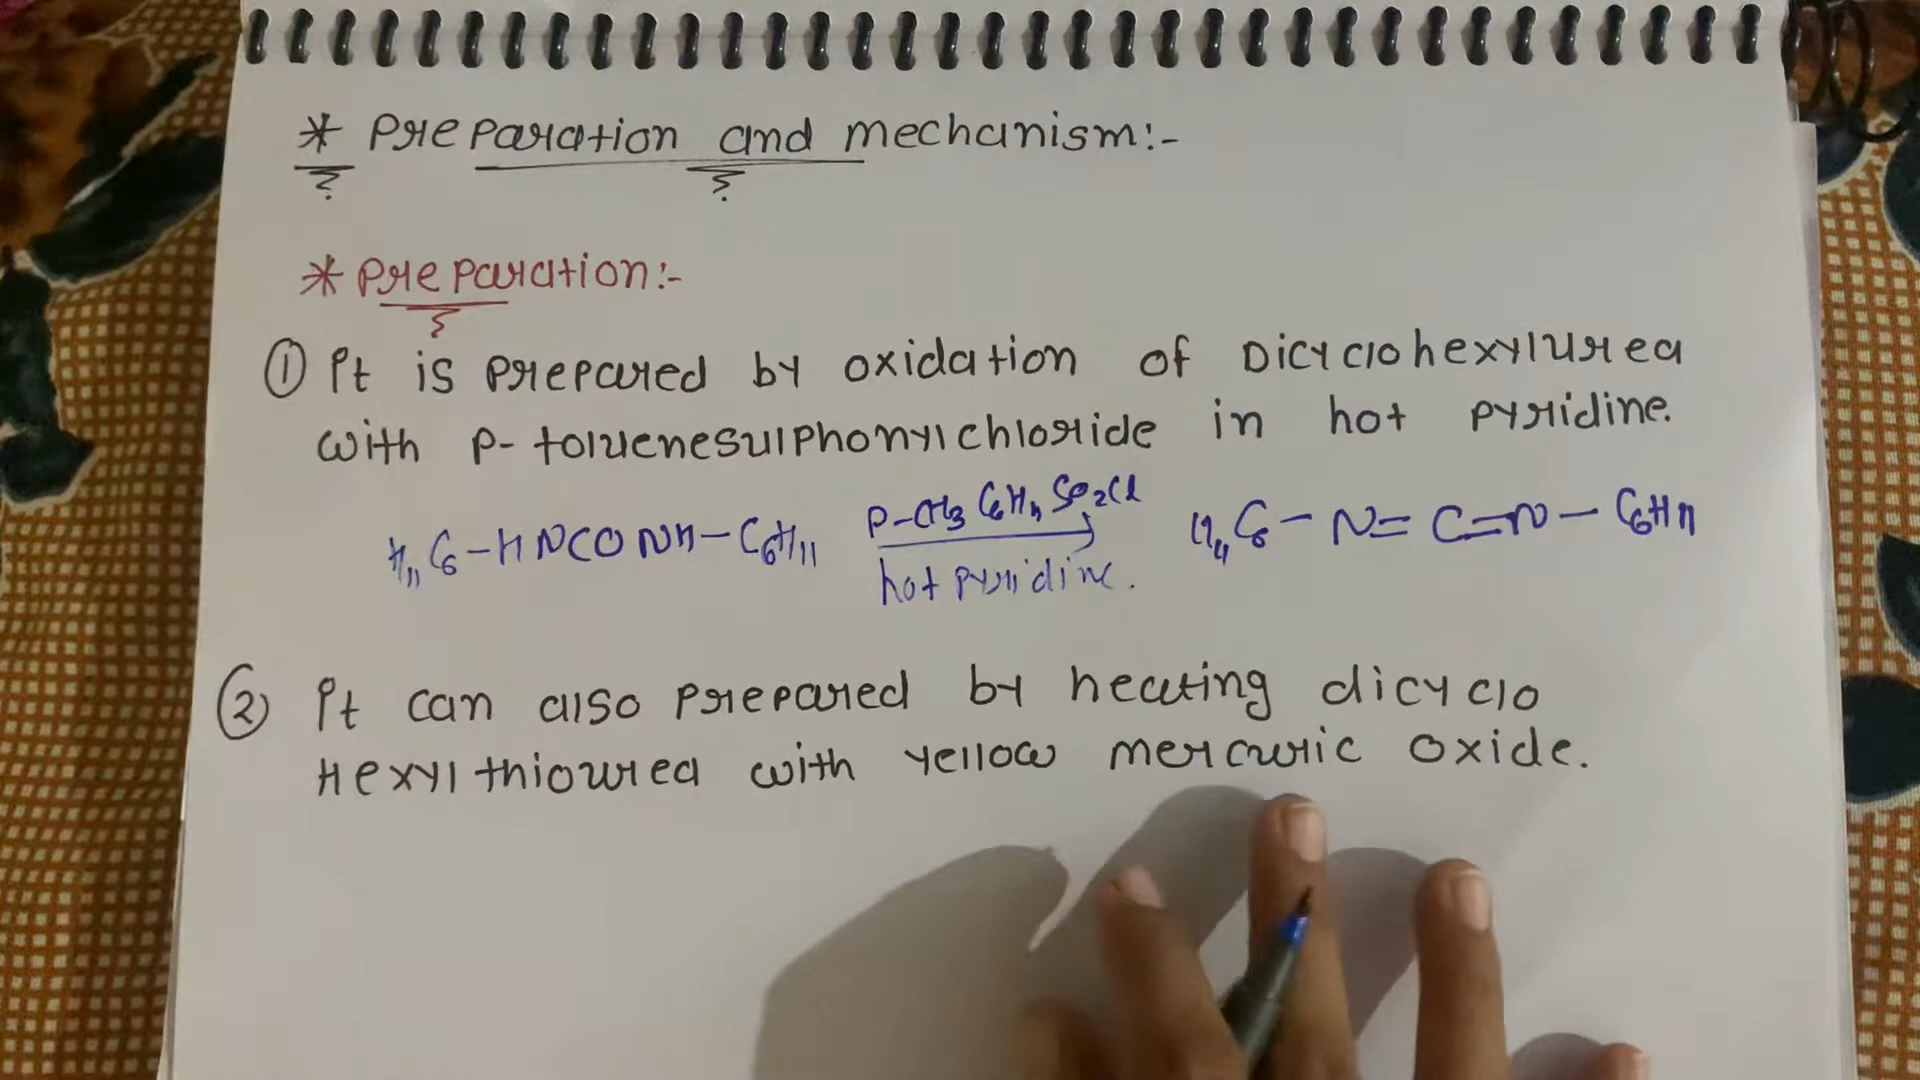 * Preparation and mechanism:-
* Preparation:-
① It is prepared by oxidation of Dicyclohexylurea
with p-toluenesulphonylchloride in hot pyridine.
H₁₁C₆-HNCONH-C₆H₁₁ p-CH₃C₆H₄SO₂Cl → hot pyridine. H₁₁C₆-N=C=N-C₆H₁₁
② It can also prepared by heating dicyclo
Hexylthiourea with yellow mercuric oxide.